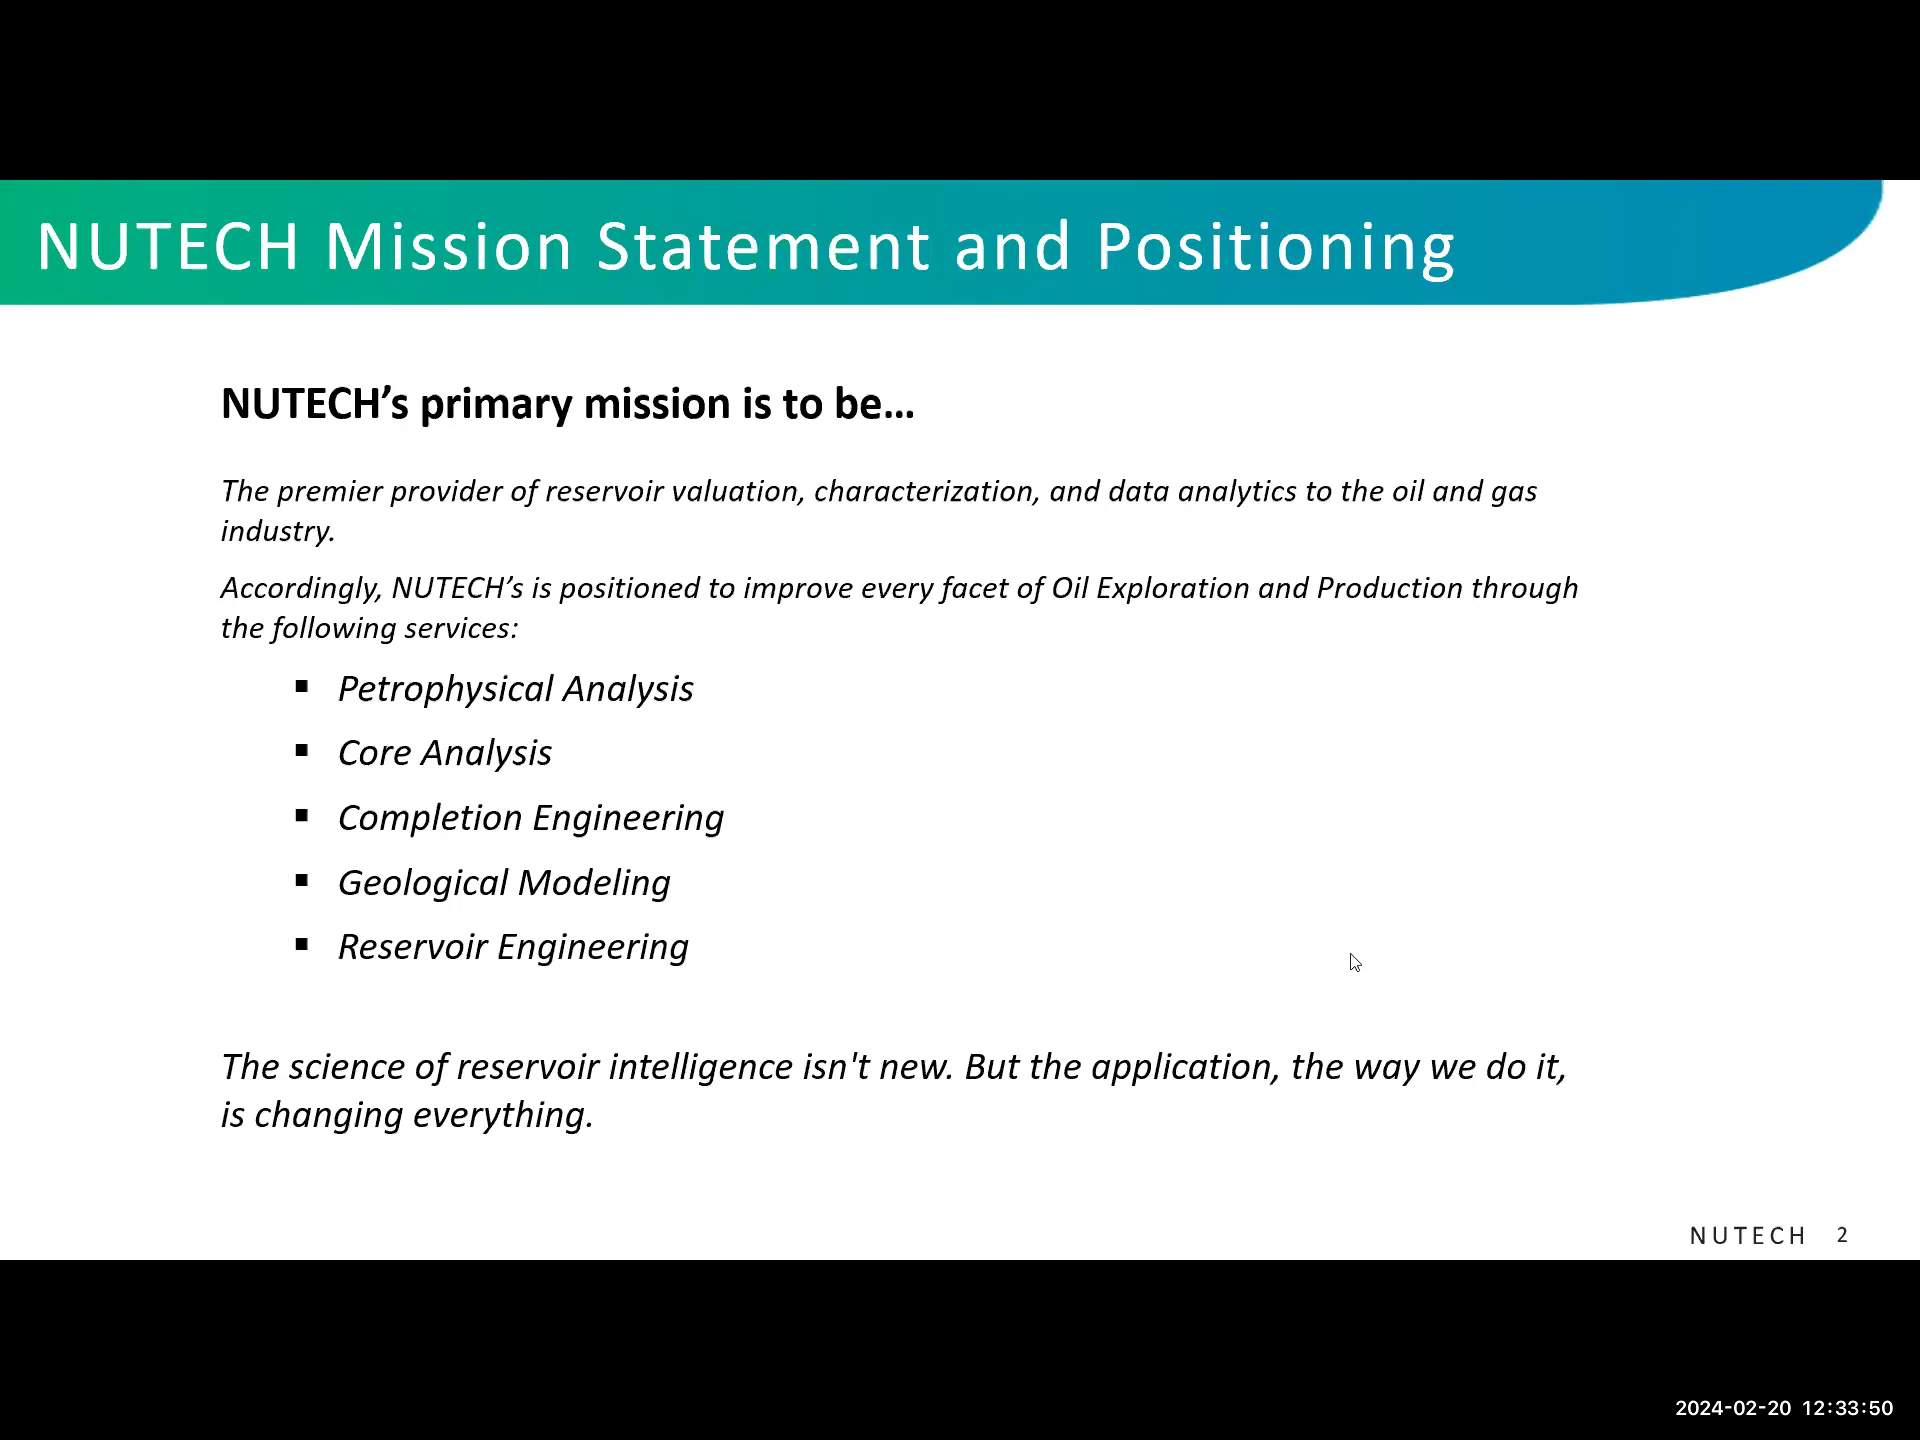 NUTECH Mission Statement and Positioning
NUTECH’s primary mission is to be…
The premier provider of reservoir valuation, characterization, and data analytics to the oil and gas
industry.
Accordingly, NUTECH’s is positioned to improve every facet of Oil Exploration and Production through
the following services:
▪ Petrophysical Analysis
▪ Core Analysis
▪ Completion Engineering
▪ Geological Modeling
▪ Reservoir Engineering
The science of reservoir intelligence isn't new. But the application, the way we do it,
is changing everything.
NUTECH 2
2024-02-20 12:33:50